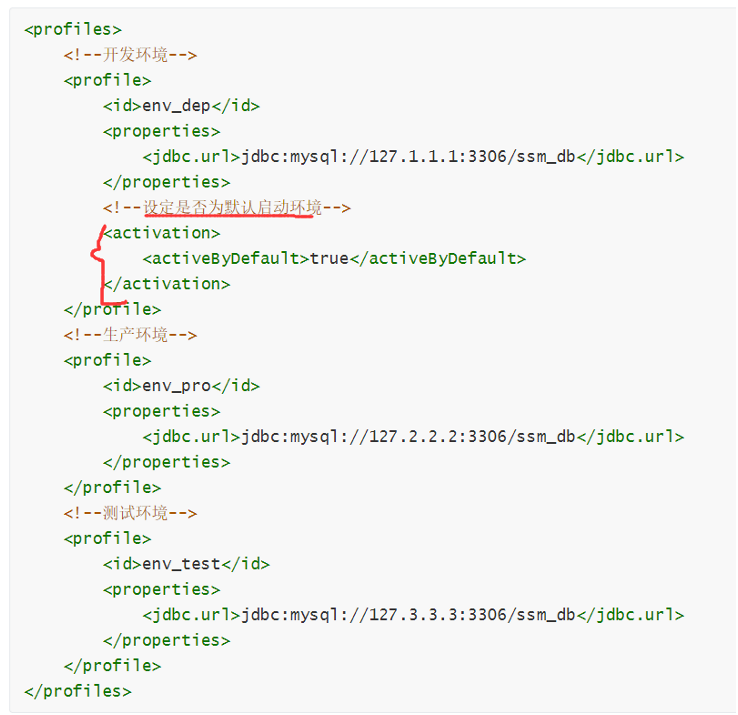 <profiles>
<!--开发环境-->
<profile>
<id>env_dep</id>
<properties>
<jdbc.url>jdbc:mysql://127.1.1.1:3306/ssm_db</jdbc.url>
</properties>
<!--设定是否为默认启动环境-->
<activation>
<activeByDefault>true</activeByDefault>
</activation>
</profile>
<!--生产环境-->
<profile>
<id>env_pro</id>
<properties>
<jdbc.url>jdbc:mysql://127.2.2.2:3306/ssm_db</jdbc.url>
</properties>
</profile>
<!--测试环境-->
<profile>
<id>env_test</id>
<properties>
<jdbc.url>jdbc:mysql://127.3.3.3:3306/ssm_db</jdbc.url>
</properties>
</profile>
</profiles>